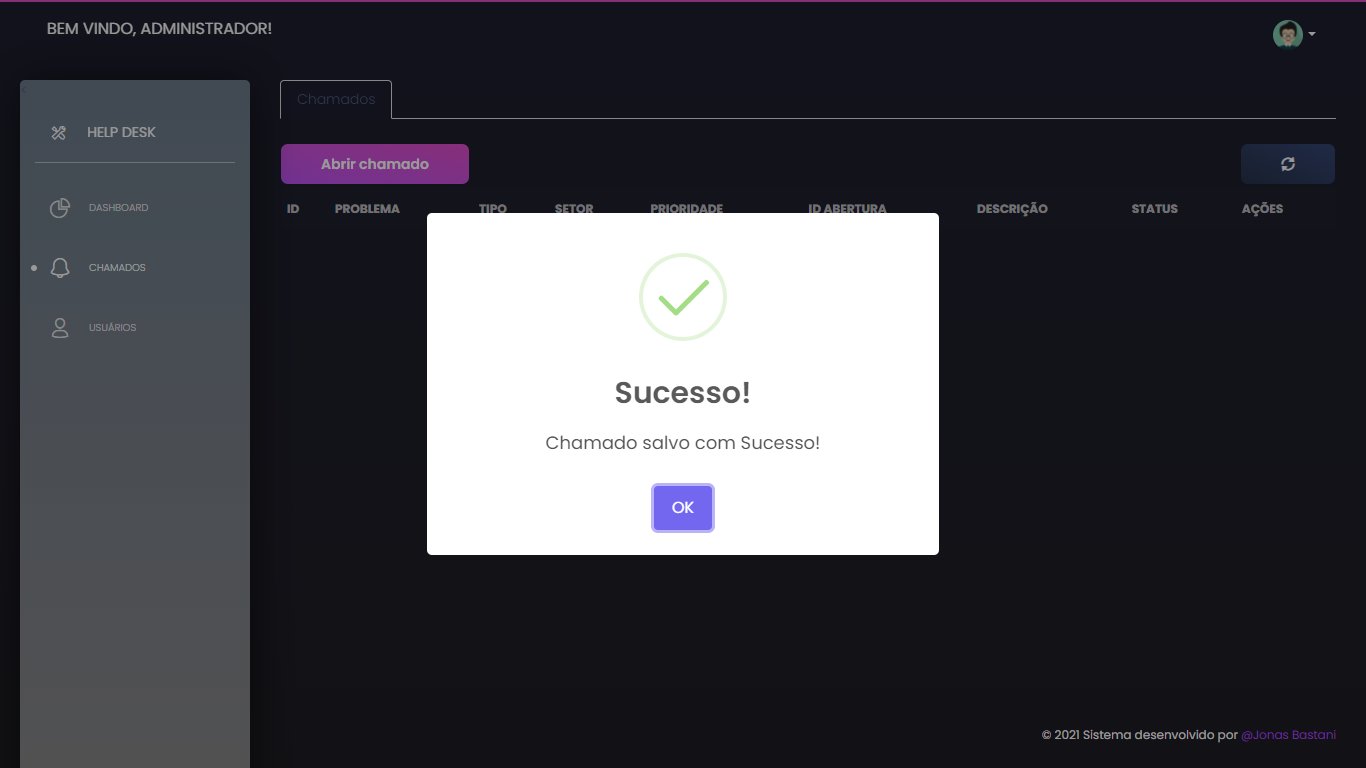 BEM VINDO, ADMINISTRADOR!
HELP DESK
DASHBOARD
CHAMADOS
USUÁRIOS
Chamados
Abrir chamado
ID PROBLEMA TIPO SETOR PRIORIDADE ID ABERTURA DESCRIÇÃO STATUS AÇÕES
Sucesso!
Chamado salvo com Sucesso!
OK
© 2021 Sistema desenvolvido por @Jonas Bastani